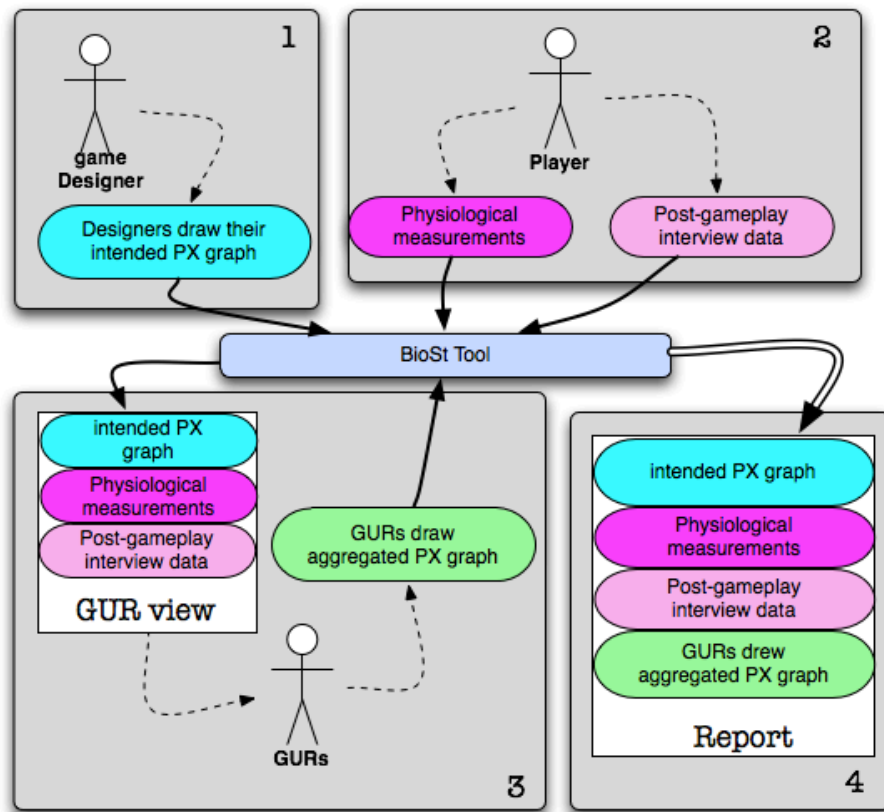 1
game
Designer
Designers draw their
intended PX graph
2
Player
Physiological
measurements
Post-gameplay
interview data
BioSt Tool
intended PX
graph
Physiological
measurements
Post-gameplay
interview data
GUR view
GURs draw
aggregated PX graph
GURs
3
intended PX graph
Physiological
measurements
Post-gameplay
interview data
GURs drew
aggregated PX graph
Report
4